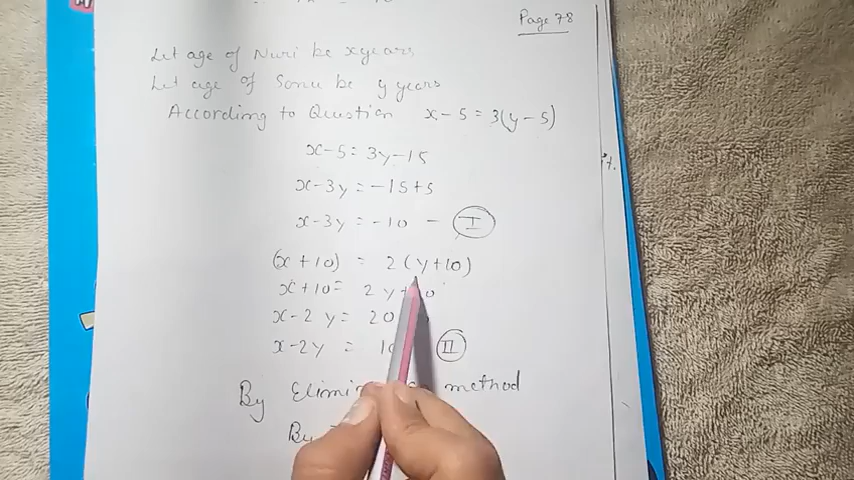 Page 78
Let age of Nuri be x years
Let age of Sonu be y years
According to Question x-5 = 3(y-5)
x-5 = 3y-15
x-3y = -15+5
x-3y = -10 - I
(x+10) = 2(y+10)
x+10 = 2y+
x-2y = 20
x-2y = II
By method